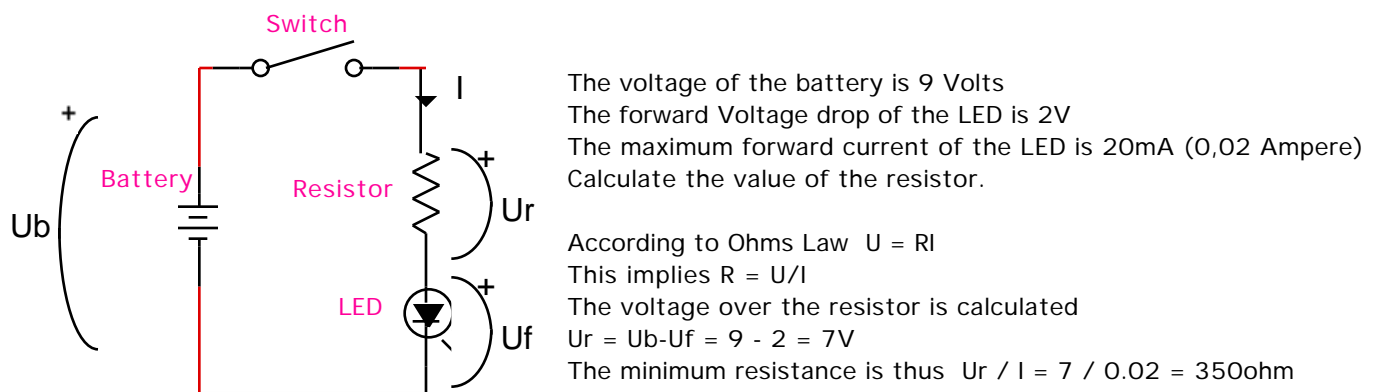 Switch
I
+
Battery
Ub
Resistor
+
Ur
LED
+
Uf
The voltage of the battery is 9 Volts
The forward Voltage drop of the LED is 2V
The maximum forward current of the LED is 20mA (0,02 Ampere)
Calculate the value of the resistor.
According to Ohms Law U = RI
This implies R = U/I
The voltage over the resistor is calculated
Ur = Ub-Uf = 9 - 2 = 7V
The minimum resistance is thus Ur / I = 7 / 0.02 = 350ohm